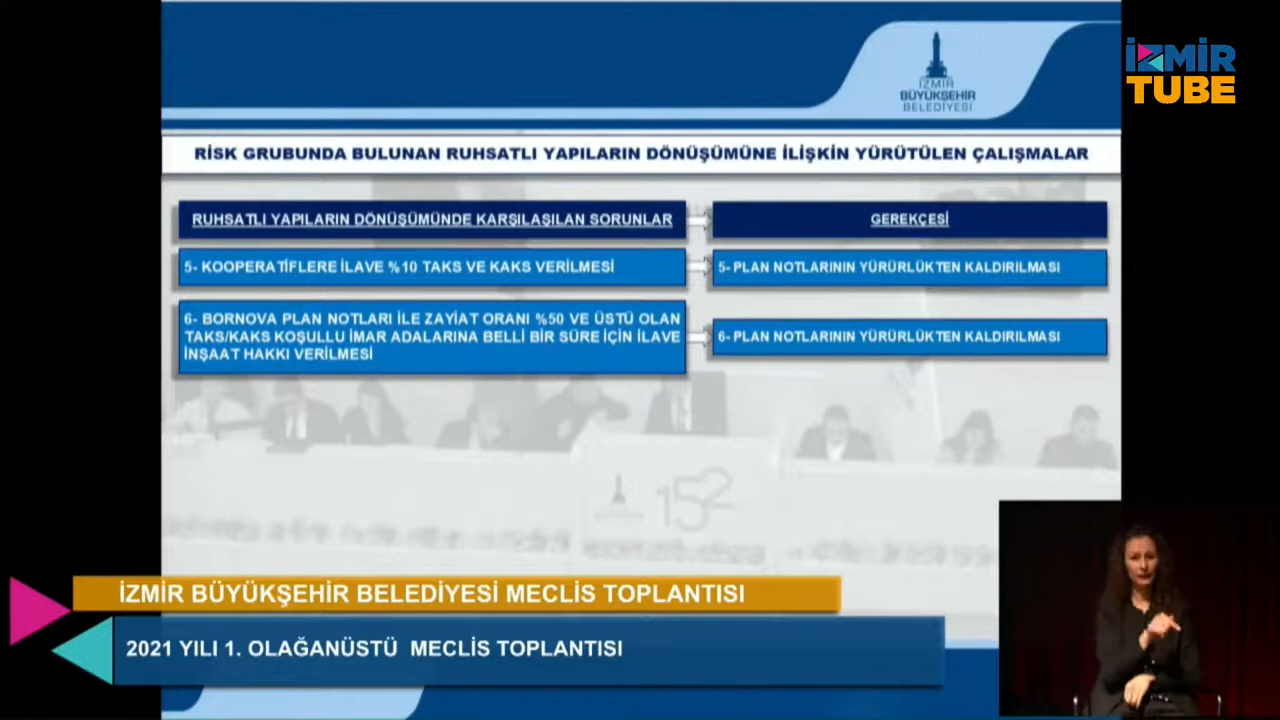 İZMİR
TUBE
İZMİR
BÜYÜKŞEHİR
BELEDİYESİ
RİSK GRUBUNDA BULUNAN RUHSATLI YAPILARIN DÖNÜŞÜMÜNE İLİŞKİN YÜRÜTÜLEN ÇALIŞMALAR
RUHSATLI YAPILARIN DÖNÜŞÜMÜNDE KARŞILAŞILAN SORUNLAR
GEREKÇESİ
5- KOOPERATİFLERE İLAVE %10 TAKS VE KAKS VERİLMESİ
5- PLAN NOTLARININ YÜRÜRLÜKTEN KALDIRILMASI
6- BORNOVA PLAN NOTLARI İLE ZAYİAT ORANI %50 VE ÜSTÜ OLAN
TAKS/KAKS KOŞULLU İMAR ADALARINA BELLİ BİR SÜRE İÇİN İLAVE
İNŞAAT HAKKI VERİLMESİ
6- PLAN NOTLARININ YÜRÜRLÜKTEN KALDIRILMASI
152
İZMİR BÜYÜKŞEHİR BELEDİYESİ MECLİS TOPLANTISI
2021 YILI 1. OLAĞANÜSTÜ MECLİS TOPLANTISI